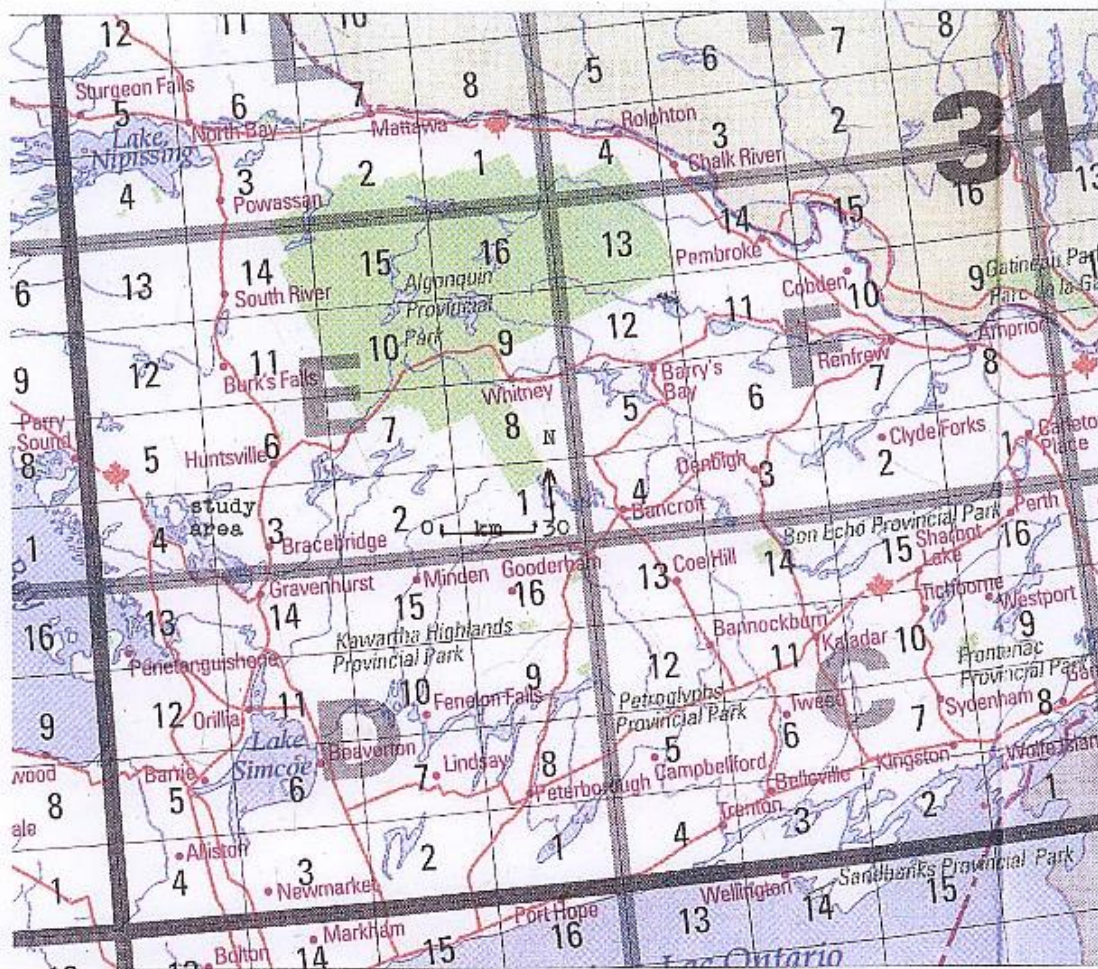 12
11
L
10
8
5
6
K
7
8
Sturgeon Falls
5
6
North Bay
7
Mattawa
Rolphton
3
2
31
Lake
Nipissing
4
3
Powassan
2
1
4
Chalk River
16
13
6
13
14
South River
15
16
Algonquin
Provincial
Park
13
14
Pembroke
15
Cobden
10
9
Gatineau
9
12
11
Burk's Falls
E
10
9
Whitney
12
11
Barry's
Bay
F
Renfrew
7
Arnprior
8
Parry
Sound
8
5
Huntsville
6
7
8
N
5
6
Denbigh
3
Clyde Forks
2
1
Place
study
area
1
4
3
Bracebridge
2
0 km 30
1
4
Bancroft
Bon Echo Provincial Park
Perth
16
13
Gravenhurst
14
Minden
15
Gooderham
16
13
Coe Hill
14
15
Sharbot
Lake
16
Penetanguishene
Kawartha Highlands
Provincial Park
Bannockburn
Kaladar
Tichborne
10
Westport
9
9
12
Orillia
11
D
10
Fenelon Falls
9
12
Petroglyphs
Provincial Park
11
C
Frontenac
Provincial Park
Tweed
7
Sydenham
8
Lake
Simcoe
Beaverton
wood
8
Barrie
5
6
7
Lindsay
8
Peterborough
5
Campbellford
6
Belleville
Kingston
Wolfe Island
ale
Alliston
4
3
Newmarket
2
1
4
Trenton
3
2
1
1
Wellington
Sandbanks Provincial Park
Bolton
Markham
14
15
Port Hope
16
13
14
15
Lac Ontario